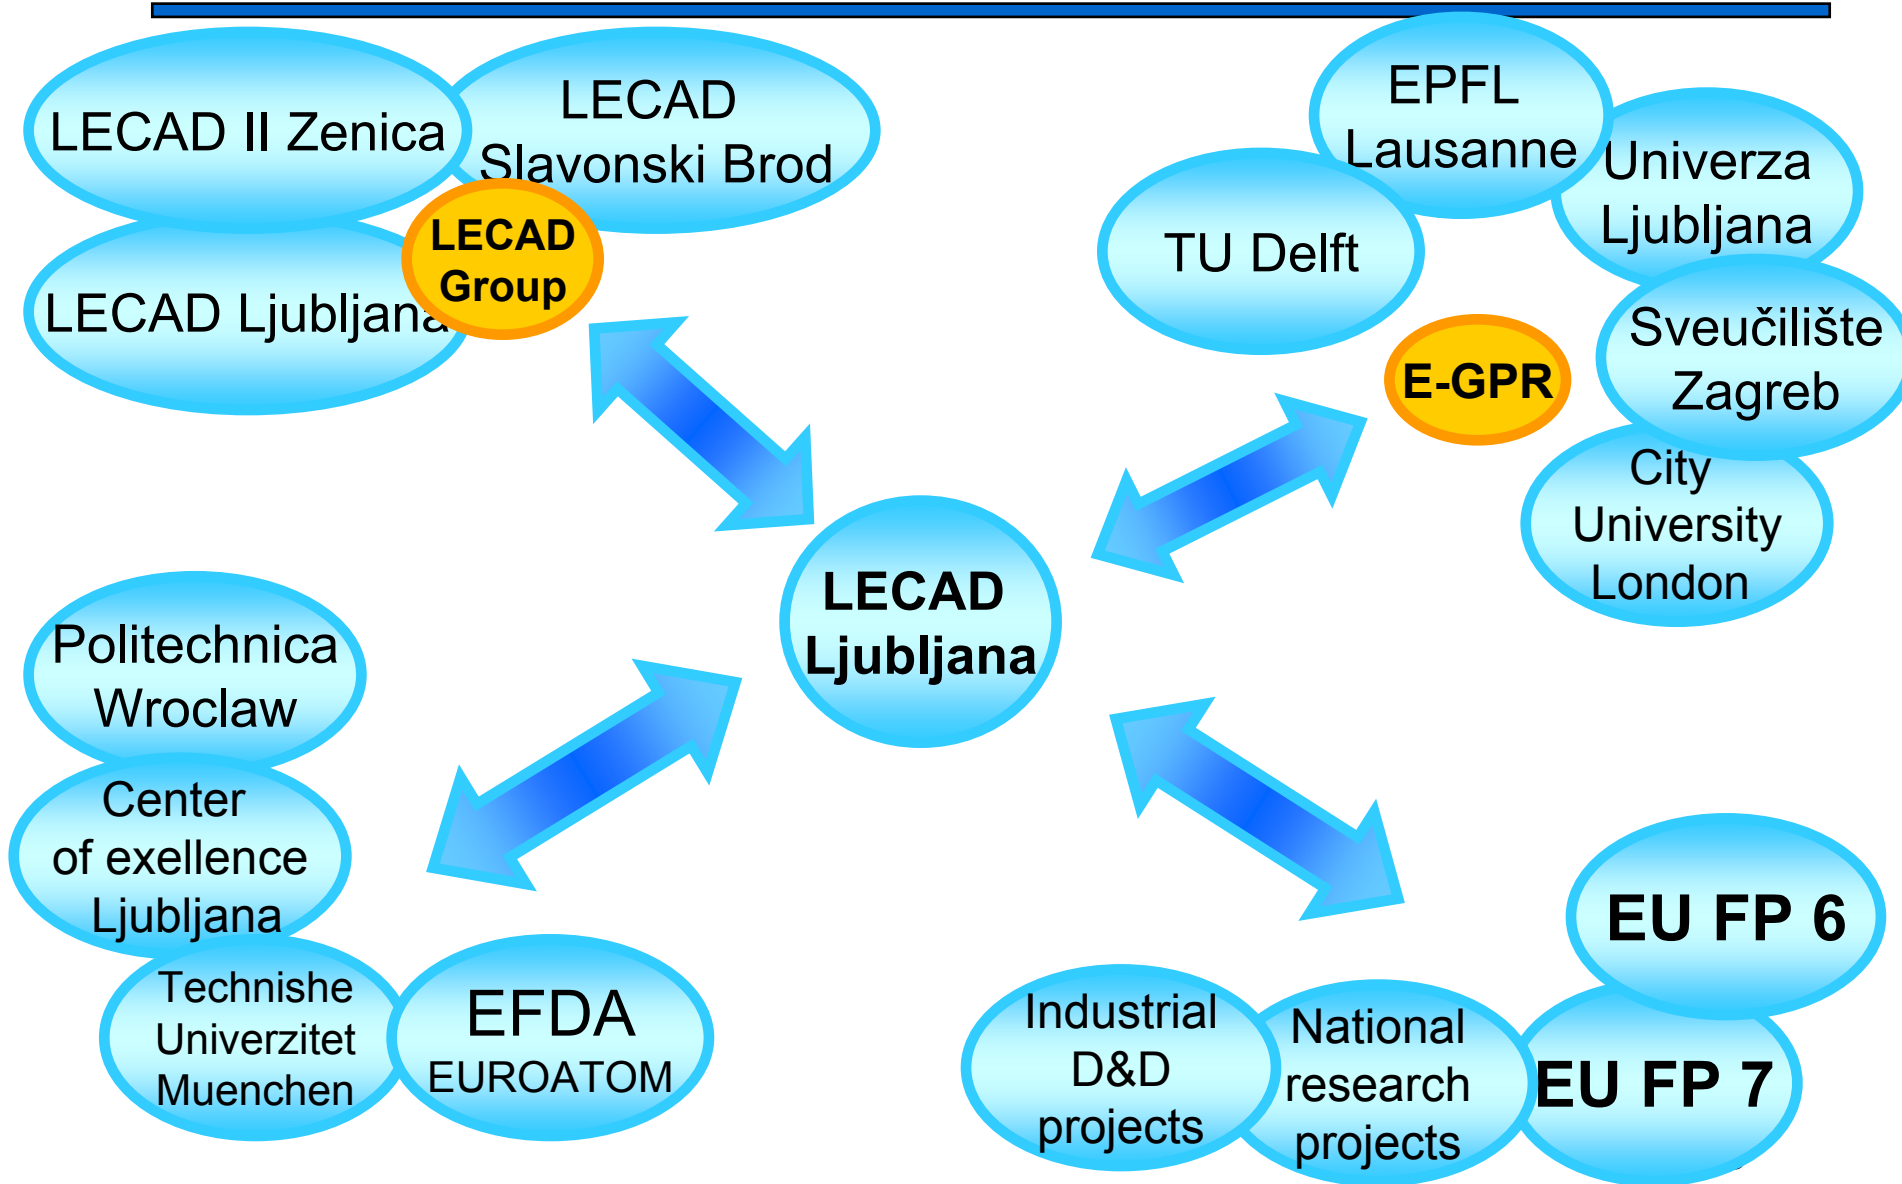 LECAD II Zenica
LECAD
Slavonski Brod
LECAD
Group
LECAD Ljubljana
EPFL
Lausanne
Univerza
Ljubljana
TU Delft
Sveučilište
Zagreb
E-GPR
City
University
London
LECAD
Ljubljana
Politechnica
Wroclaw
Center
of exellence
Ljubljana
Technishe
Univerzitet
Muenchen
EFDA
EUROATOM
EU FP 6
EU FP 7
National
research
projects
Industrial
D&D
projects